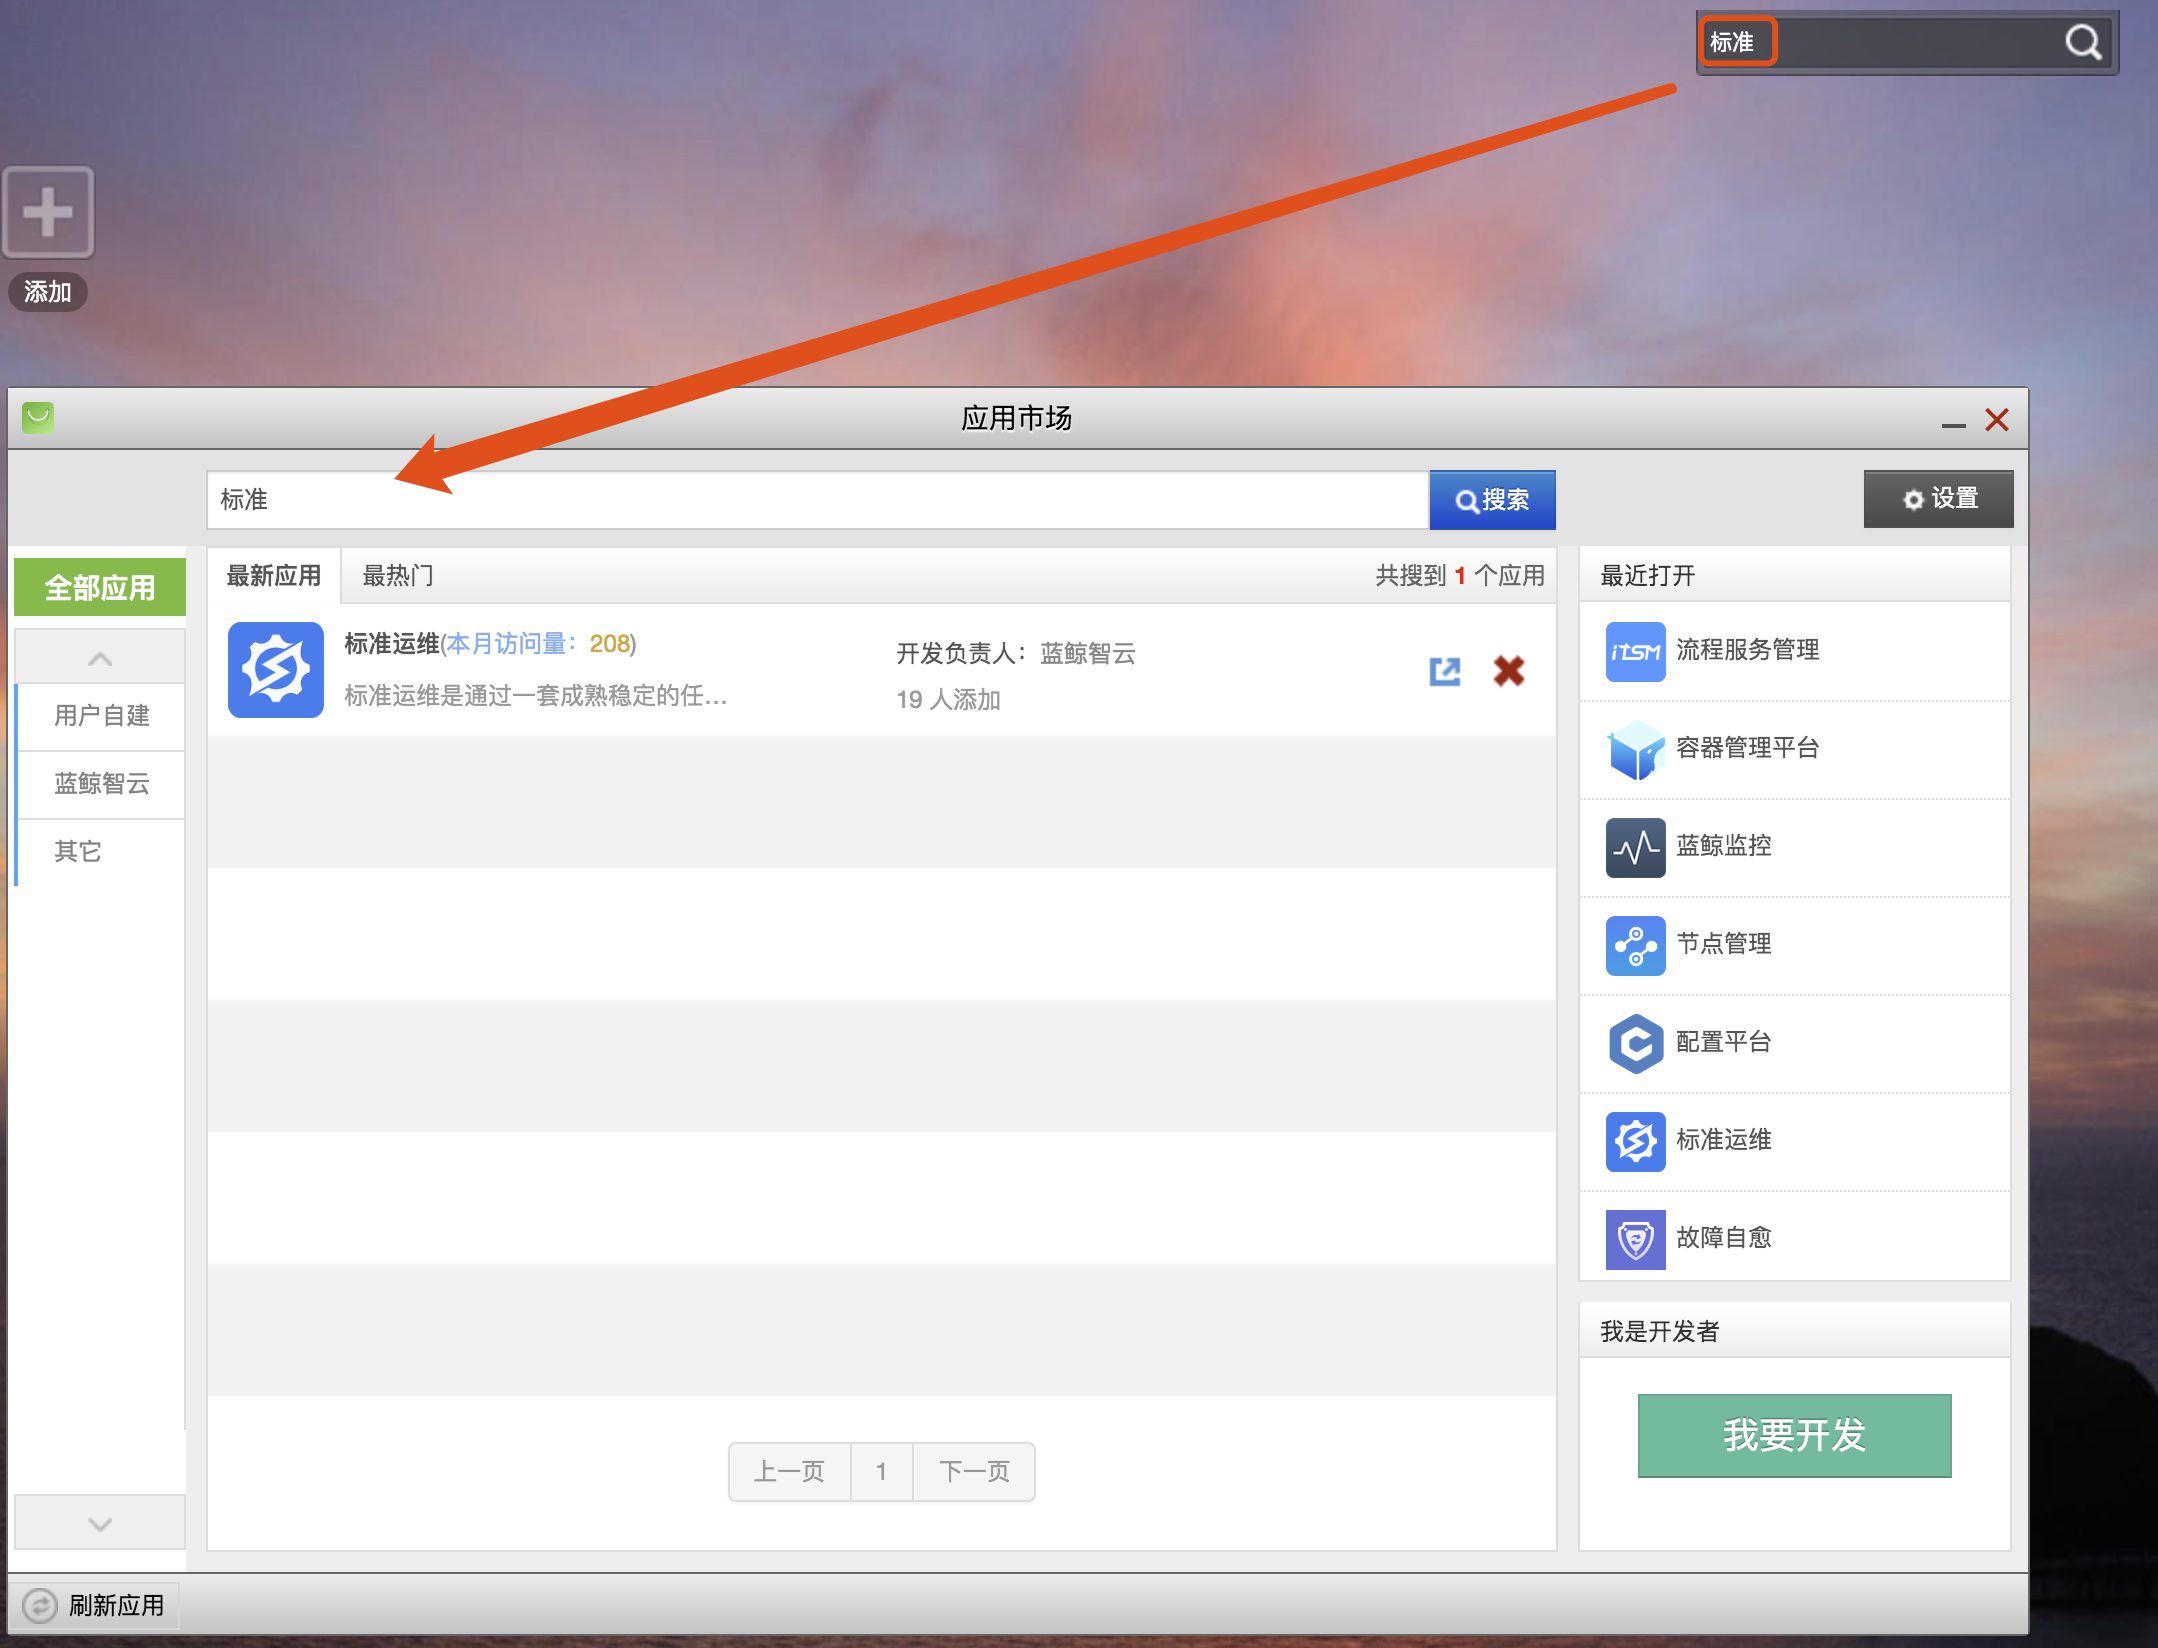 标准
添加
应用市场
标准
搜索
设置
全部应用
用户自建
蓝鲸智云
其它
最新应用
最热门
共搜到 1 个应用
标准运维(本月访问量：208)
标准运维是通过一套成熟稳定的任...
开发负责人：蓝鲸智云
19 人添加
上一页
1
下一页
最近打开
iTSM
流程服务管理
容器管理平台
蓝鲸监控
节点管理
配置平台
标准运维
故障自愈
我是开发者
我要开发
刷新应用